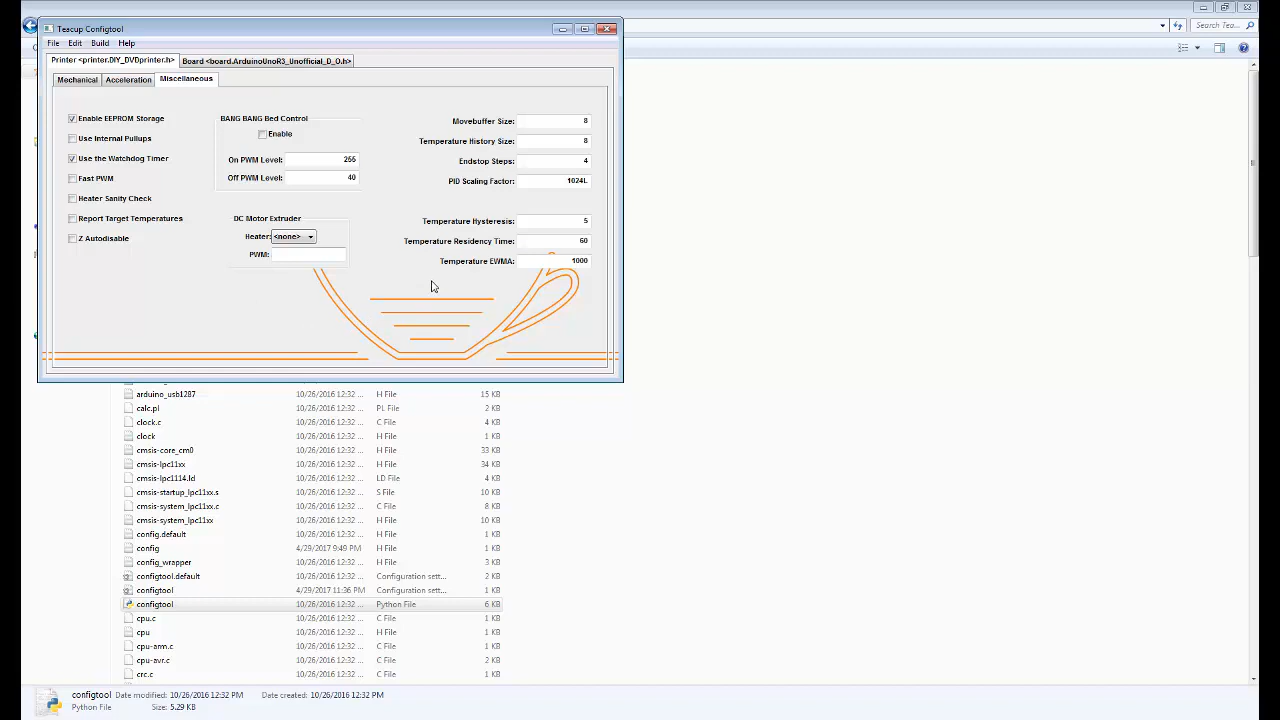 Teacup Configtool
Search Tea...
File Edit Build Help
Printer <printer.DIY_DVDprinter.h> Board <board.ArduinoUnoR3_Unofficial_D_O.h>
Mechanical Acceleration Miscellaneous
Enable EEPROM Storage
Use Internal Pullups
Use the Watchdog Timer
Fast PWM
Heater Sanity Check
Report Target Temperatures
Z Autodisable
BANG BANG Bed Control
Enable
On PWM Level: 255
Off PWM Level: 40
DC Motor Extruder
Heater: <none>
PWM:
Movebuffer Size: 8
Temperature History Size: 8
Endstop Steps: 4
PID Scaling Factor: 1024L
Temperature Hysteresis: 5
Temperature Residency Time: 60
Temperature EWMA: 1000
arduino_usb1287 10/26/2016 12:32 ... H File 15 KB
calc.pl 10/26/2016 12:32 ... PL File 2 KB
clock.c 10/26/2016 12:32 ... C File 4 KB
clock 10/26/2016 12:32 ... H File 1 KB
cmsis-core_cm0 10/26/2016 12:32 ... H File 33 KB
cmsis-lpc11xx 10/26/2016 12:32 ... H File 34 KB
cmsis-lpc1114.ld 10/26/2016 12:32 ... LD File 4 KB
cmsis-startup_lpc11xx.s 10/26/2016 12:32 ... S File 10 KB
cmsis-system_lpc11xx.c 10/26/2016 12:32 ... C File 8 KB
cmsis-system_lpc11xx 10/26/2016 12:32 ... H File 10 KB
config.default 10/26/2016 12:32 ... H File 1 KB
config 4/29/2017 9:49 PM H File 1 KB
config_wrapper 10/26/2016 12:32 ... H File 3 KB
configtool.default 10/26/2016 12:32 ... Configuration sett... 2 KB
configtool 4/29/2017 11:36 PM Configuration sett... 1 KB
configtool 10/26/2016 12:32 ... Python File 6 KB
cpu.c 10/26/2016 12:32 ... C File 1 KB
cpu 10/26/2016 12:32 ... H File 1 KB
cpu-arm.c 10/26/2016 12:32 ... C File 1 KB
cpu-avr.c 10/26/2016 12:32 ... C File 2 KB
crc.c 10/26/2016 12:32 ... C File 1 KB
configtool Date modified: 10/26/2016 12:32 PM Date created: 10/26/2016 12:32 PM
Python File Size: 5.29 KB